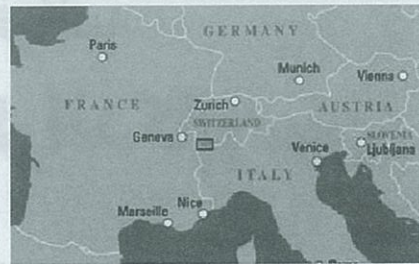 GERMANY
Paris
Munich
Vienna
Zurich
FRANCE
AUSTRIA
SWITZERLAND
SLOVENIA
Geneva
Venice
Ljubljana
ITALY
Nice
Marseille